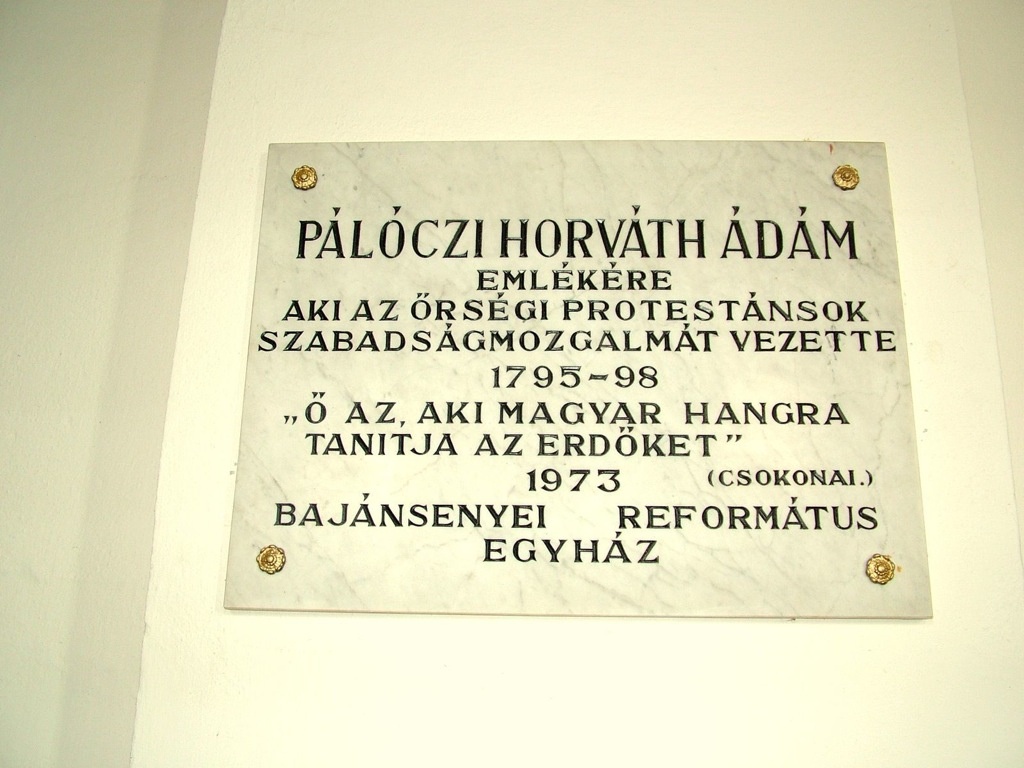 PÁLÓCZI HORVÁTH ÁDÁM
EMLÉKÉRE
AKI AZ ŐRSÉGI PROTESTÁNSOK
SZABADSÁGMOZGALMÁT VEZETTE
1795-98
„Ő AZ, AKI MAGYAR HANGRA
TANITJA AZ ERDŐKET”
1973 (CSOKONAI.)
BAJÁNSENYEI REFORMÁTUS
EGYHÁZ